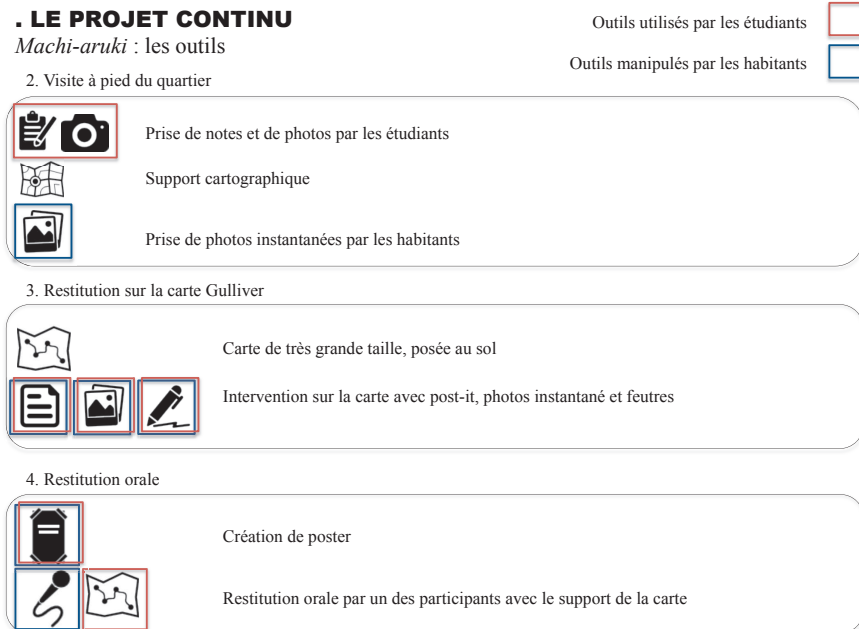 . LE PROJET CONTINU
Machi-aruki : les outils
Outils utilisés par les étudiants
Outils manipulés par les habitants
2. Visite à pied du quartier
Prise de notes et de photos par les étudiants
Support cartographique
Prise de photos instantanées par les habitants
3. Restitution sur la carte Gulliver
Carte de très grande taille, posée au sol
Intervention sur la carte avec post-it, photos instantané et feutres
4. Restitution orale
Création de poster
Restitution orale par un des participants avec le support de la carte